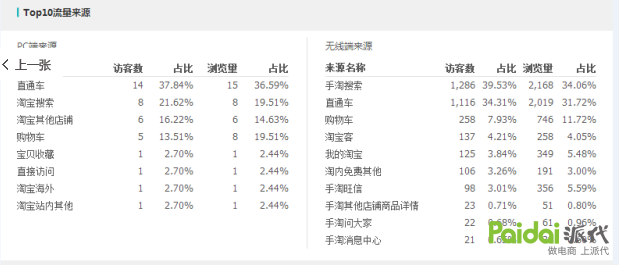 Top10流量来源
PC端来源
上一张 访客数 占比 浏览量 占比
直通车 14 37.84% 15 36.59%
淘宝搜索 8 21.62% 8 19.51%
淘宝其他店铺 6 16.22% 6 14.63%
购物车 5 13.51% 8 19.51%
宝贝收藏 1 2.70% 1 2.44%
直接访问 1 2.70% 1 2.44%
淘宝海外 1 2.70% 1 2.44%
淘宝站内其他 1 2.70% 1 2.44%
无线端来源
来源名称 访客数 占比 浏览量 占比
手淘搜索 1,286 39.53% 2,168 34.06%
直通车 1,116 34.31% 2,019 31.72%
购物车 258 7.93% 746 11.72%
淘宝客 137 4.21% 258 4.05%
我的淘宝 125 3.84% 349 5.48%
淘内免费其他 106 3.26% 191 3.00%
手淘旺信 98 3.01% 356 5.59%
手淘其他店铺商品详情 23 0.71% 51 0.80%
手淘问大家 22 61 0.96%
手淘消息中心 21
Paidai 派代
做电商 上派代